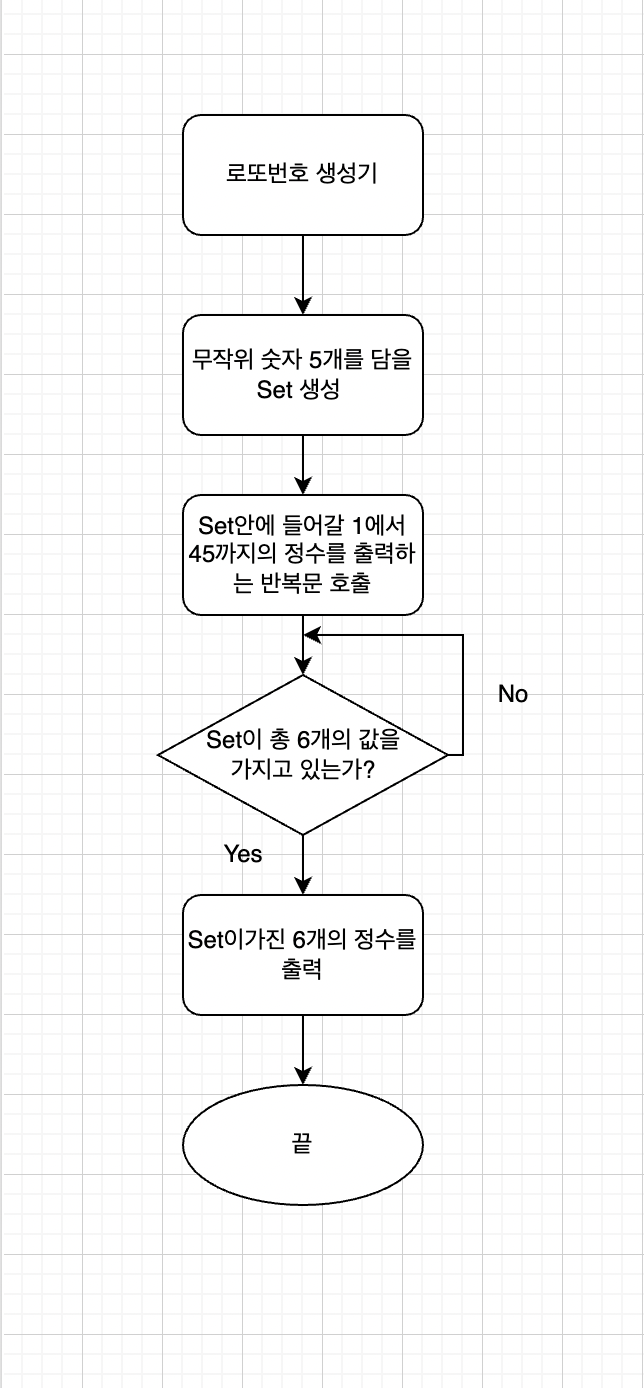 로또번호 생성기
무작위 숫자 5개를 담을
Set 생성
Set안에 들어갈 1에서
45까지의 정수를 출력하
는 반복문 호출
No
Set이 총 6개의 값을
가지고 있는가?
Yes
Set이가진 6개의 정수를
출력
끝